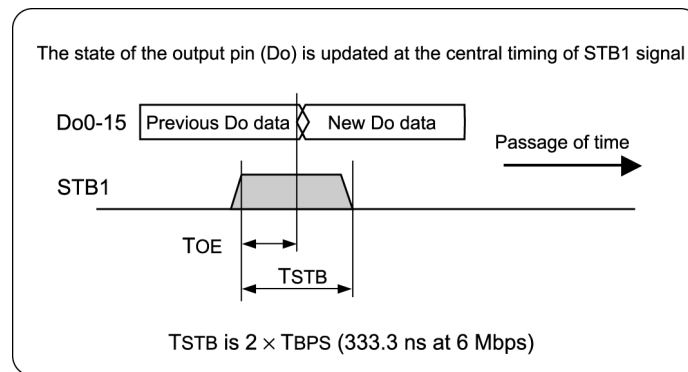 The state of the output pin (Do) is updated at the central timing of STB1 signal
Do0-15
Previous Do data
New Do data
Passage of time
STB1
TOE
TSTB
TSTB is 2 × TBPS (333.3 ns at 6 Mbps)